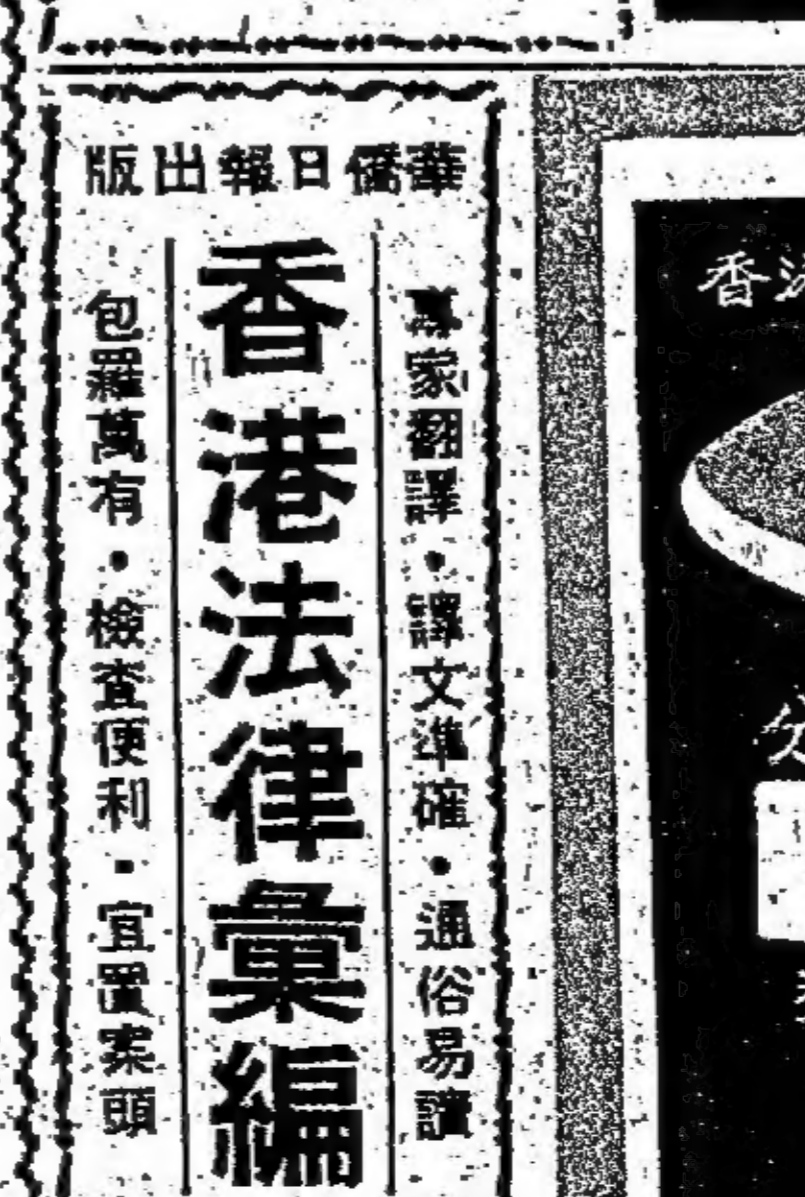 華僑日報出版
專家翻譯・譯文準確・通俗易讀
香港法律彙編
包羅萬有・檢查便利・宜置案頭
香